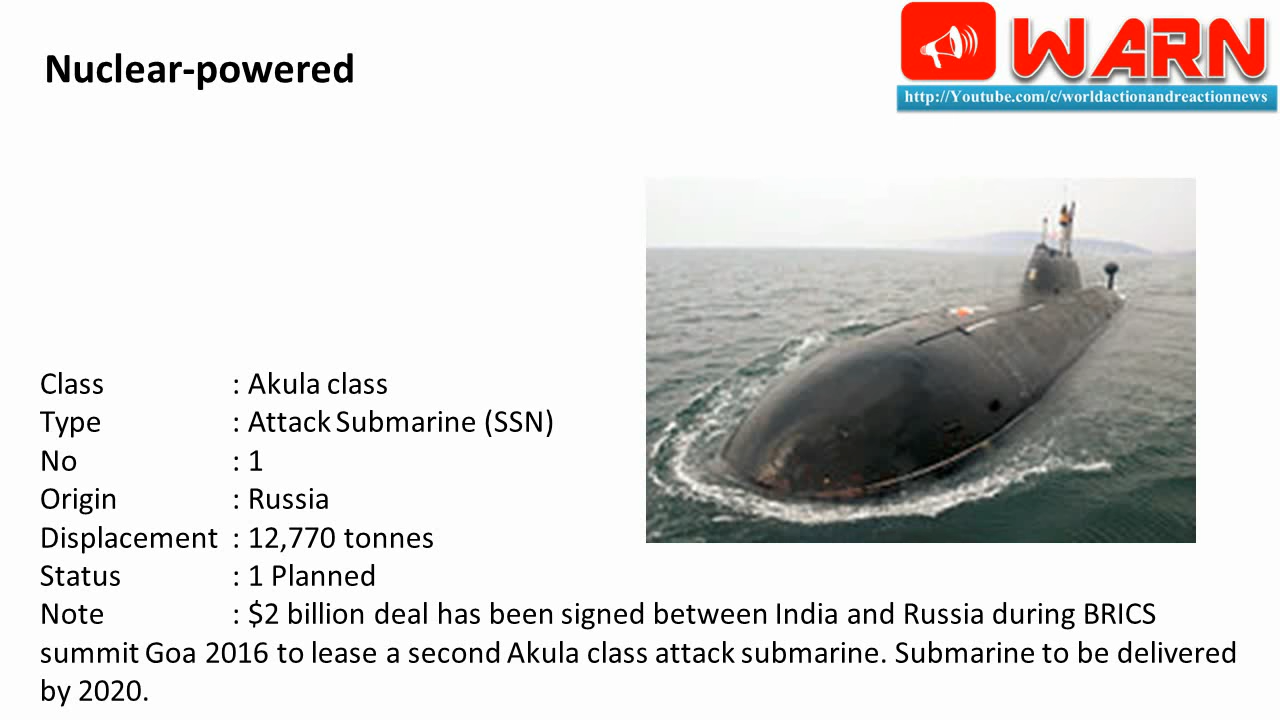 Nuclear-powered
WARN
http://Youtube.com/c/worldactionandreactionnews
Class : Akula class
Type : Attack Submarine (SSN)
No : 1
Origin : Russia
Displacement : 12,770 tonnes
Status : 1 Planned
Note : $2 billion deal has been signed between India and Russia during BRICS
summit Goa 2016 to lease a second Akula class attack submarine. Submarine to be delivered
by 2020.